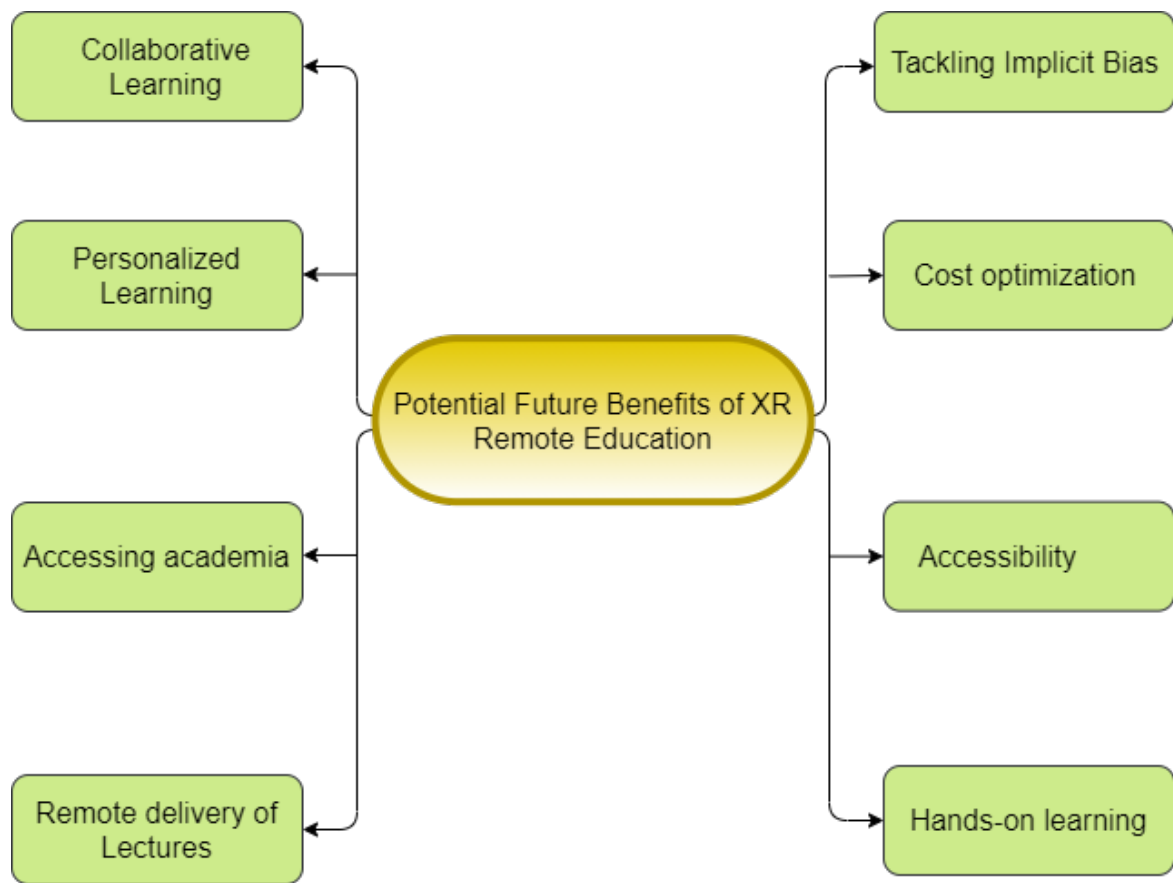 Collaborative
Learning
Personalized
Learning
Accessing academia
Remote delivery of
Lectures
Potential Future Benefits of XR
Remote Education
Tackling Implicit Bias
Cost optimization
Accessibility
Hands-on learning